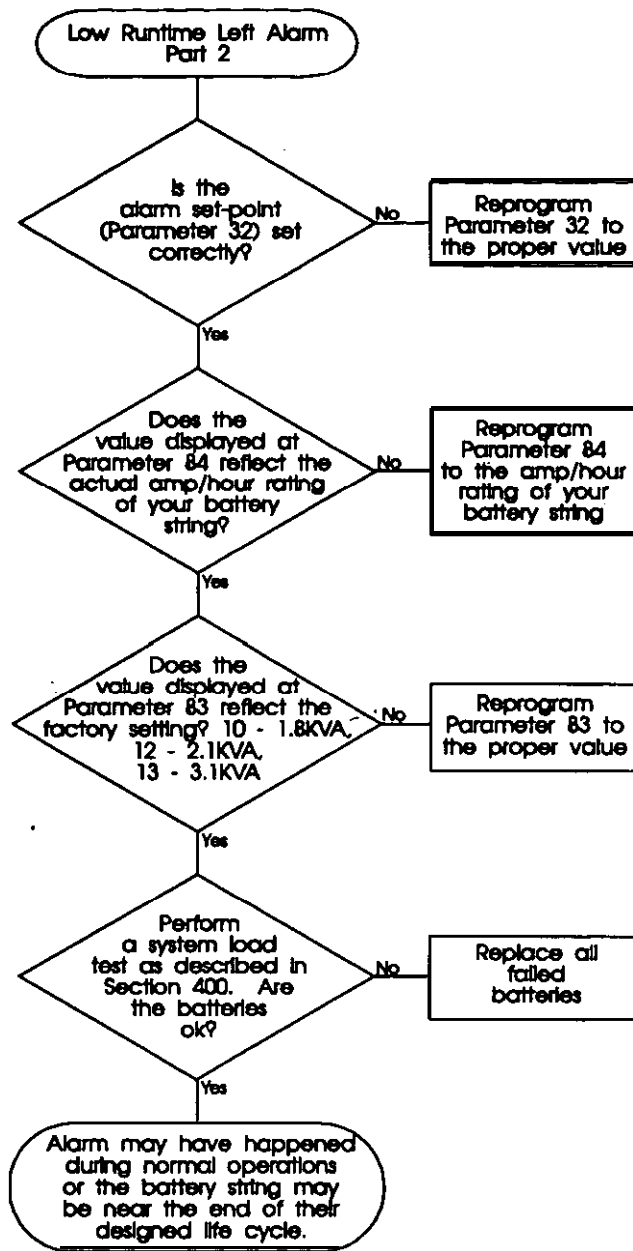 Low Runtime Left Alarm
Part 2
Is the
alarm set-point
(Parameter 32) set
correctly?
No
Reprogram
Parameter 32 to
the proper value
Yes
Does the
value displayed at
Parameter 84 reflect the
actual amp/hour rating
of your battery
string?
No
Reprogram
Parameter 84
to the amp/hour
rating of your
battery string
Yes
Does the
value displayed at
Parameter 83 reflect the
factory setting? 10 - 1.8KVA,
12 - 2.1KVA,
13 - 3.1KVA
No
Reprogram
Parameter 83 to
the proper value
Yes
Perform
a system load
test as described in
Section 400. Are
the batteries
ok?
No
Replace all
failed
batteries
Yes
Alarm may have happened
during normal operations
or the battery string may
be near the end of their
designed life cycle.